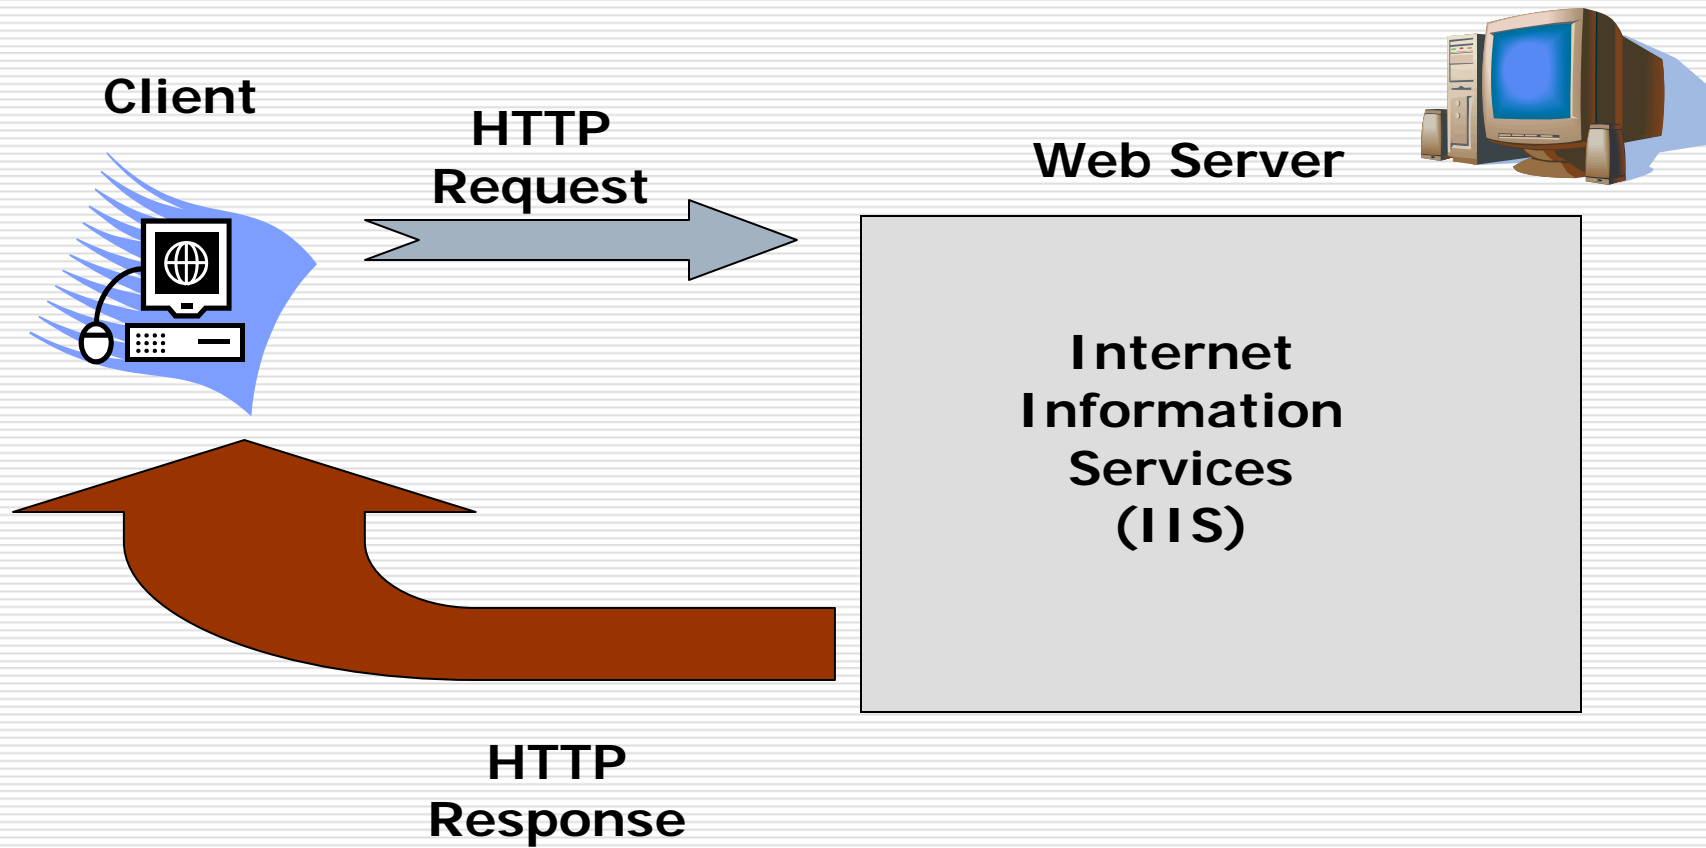 Client
HTTP
Request
Web Server
Internet
Information
Services
(IIS)
HTTP
Response